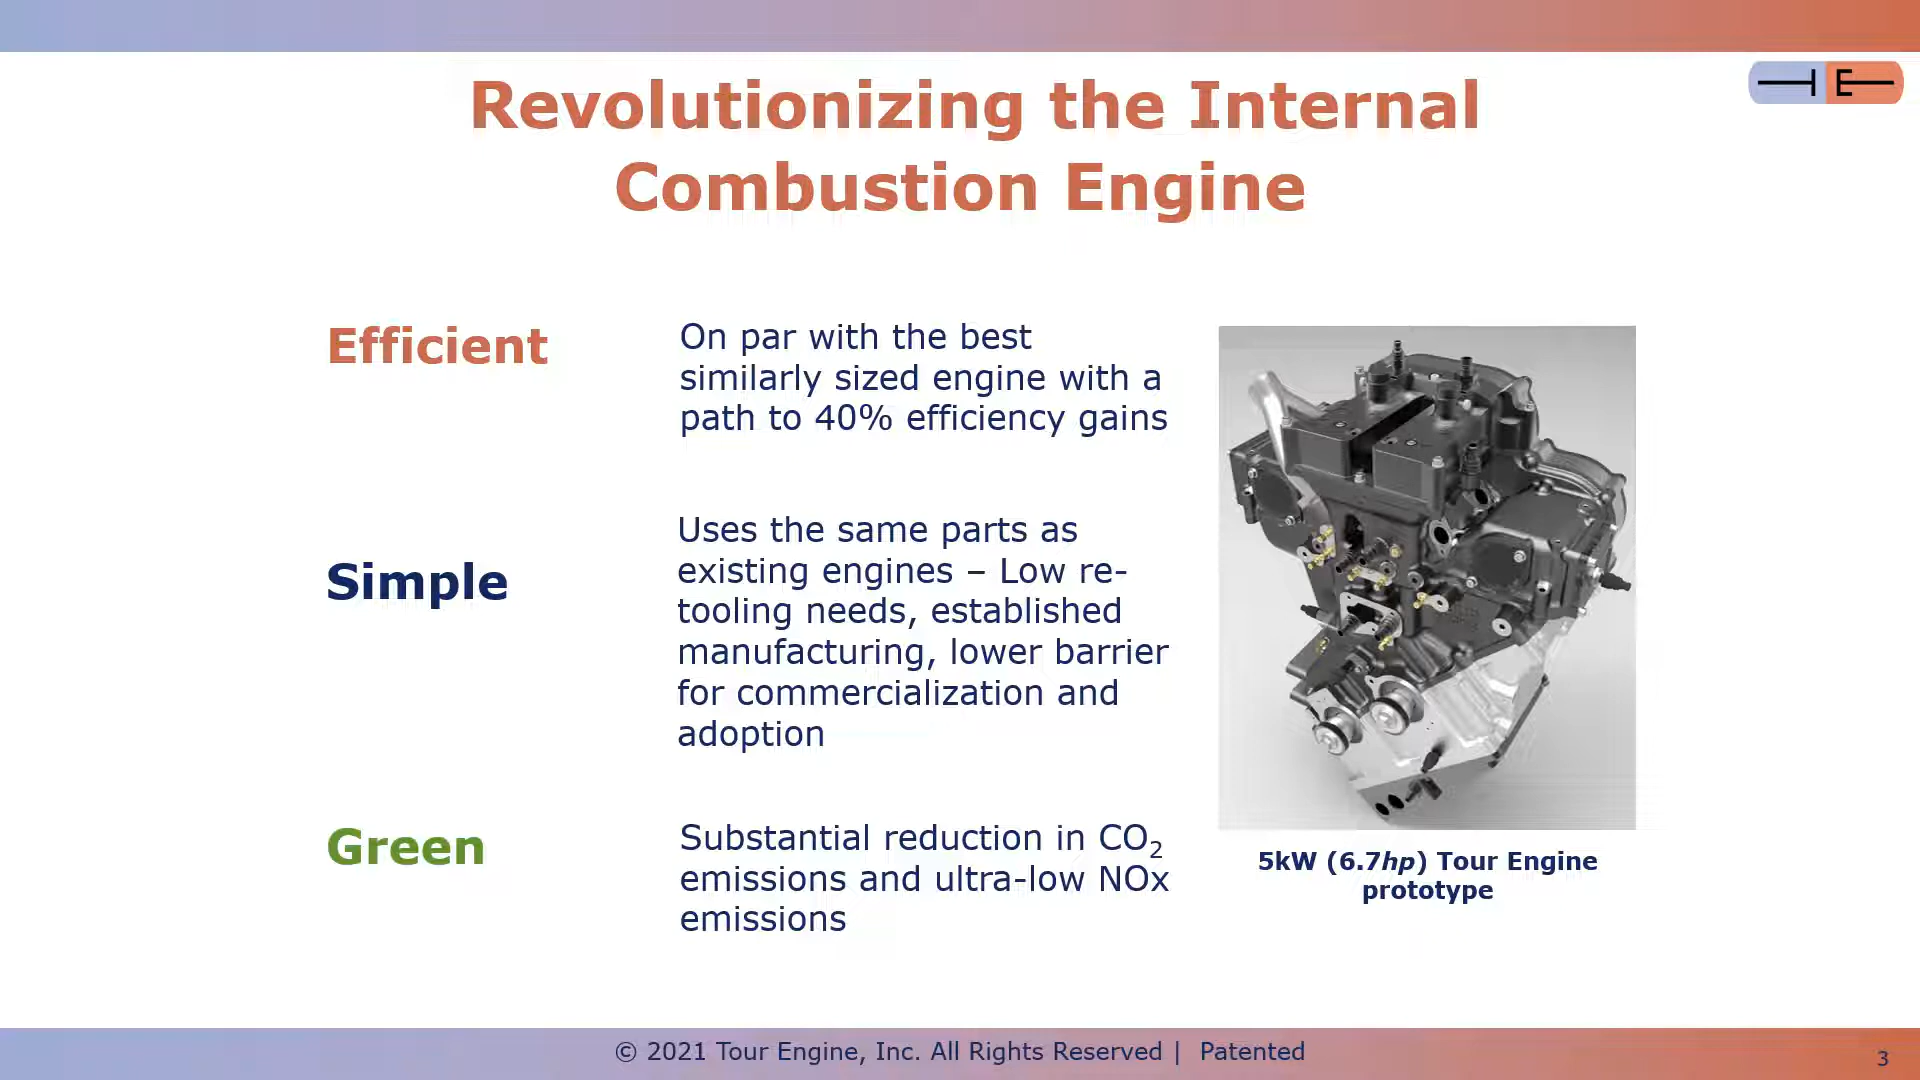 Revolutionizing the Internal
Combustion Engine
Efficient
On par with the best
similarly sized engine with a
path to 40% efficiency gains
Simple
Uses the same parts as
existing engines – Low re-
tooling needs, established
manufacturing, lower barrier
for commercialization and
adoption
Green
Substantial reduction in CO₂
emissions and ultra-low NOx
emissions
5kW (6.7hp) Tour Engine
prototype
© 2021 Tour Engine, Inc. All Rights Reserved | Patented
3